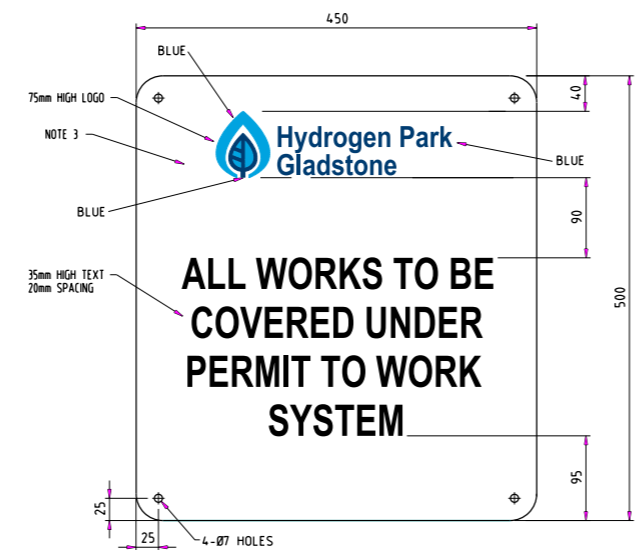 450
BLUE
40
75mm HIGH LOGO
NOTE 3
Hydrogen Park
Gladstone
BLUE
BLUE
90
35mm HIGH TEXT
20mm SPACING
ALL WORKS TO BE
COVERED UNDER
PERMIT TO WORK
SYSTEM
500
95
25
25
4-Ø7 HOLES